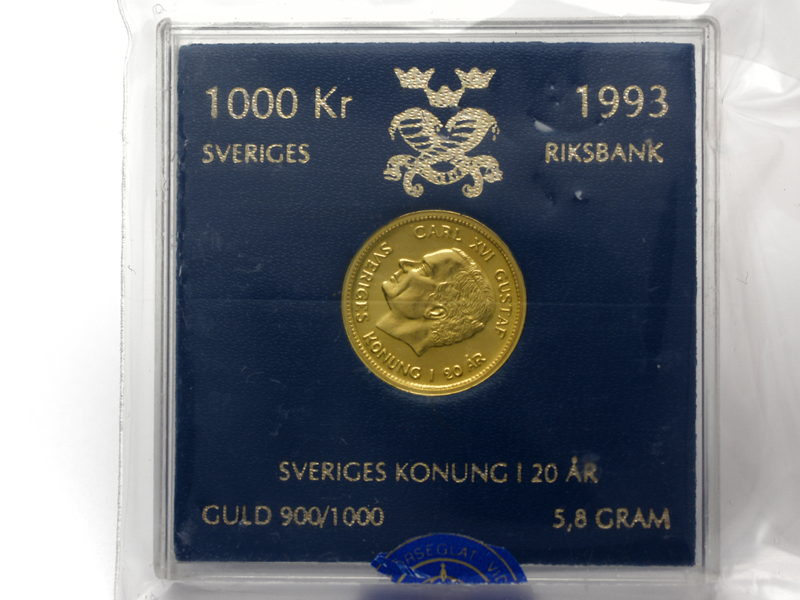 1000 Kr 1993
SVERIGES RIKSBANK
CARL XVI GUSTAF
SVERIGES KONUNG I 20 ÅR
SVERIGES KONUNG I 20 ÅR
GULD 900/1000 5,8 GRAM